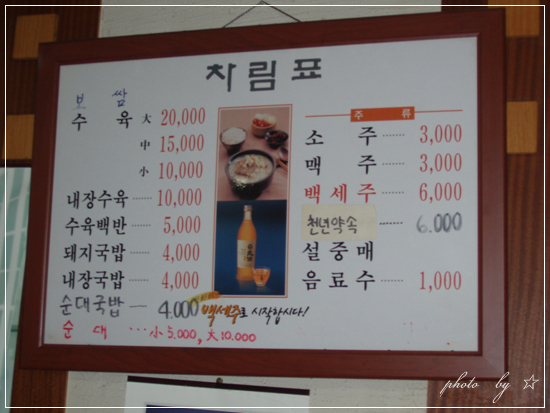 차림표
보쌈
수육 大 20,000
中 15,000
小 10,000
내장수육 10,000
수육백반 5,000
돼지국밥 4,000
내장국밥 4,000
순대국밥 4.000
순대 … 小 5.000, 大 10.000
백세주로 시작합시다!
주류
소주 3,000
맥주 3,000
백세주 6,000
천년약속 6.000
설중매
음료수 1,000
photo by ☆